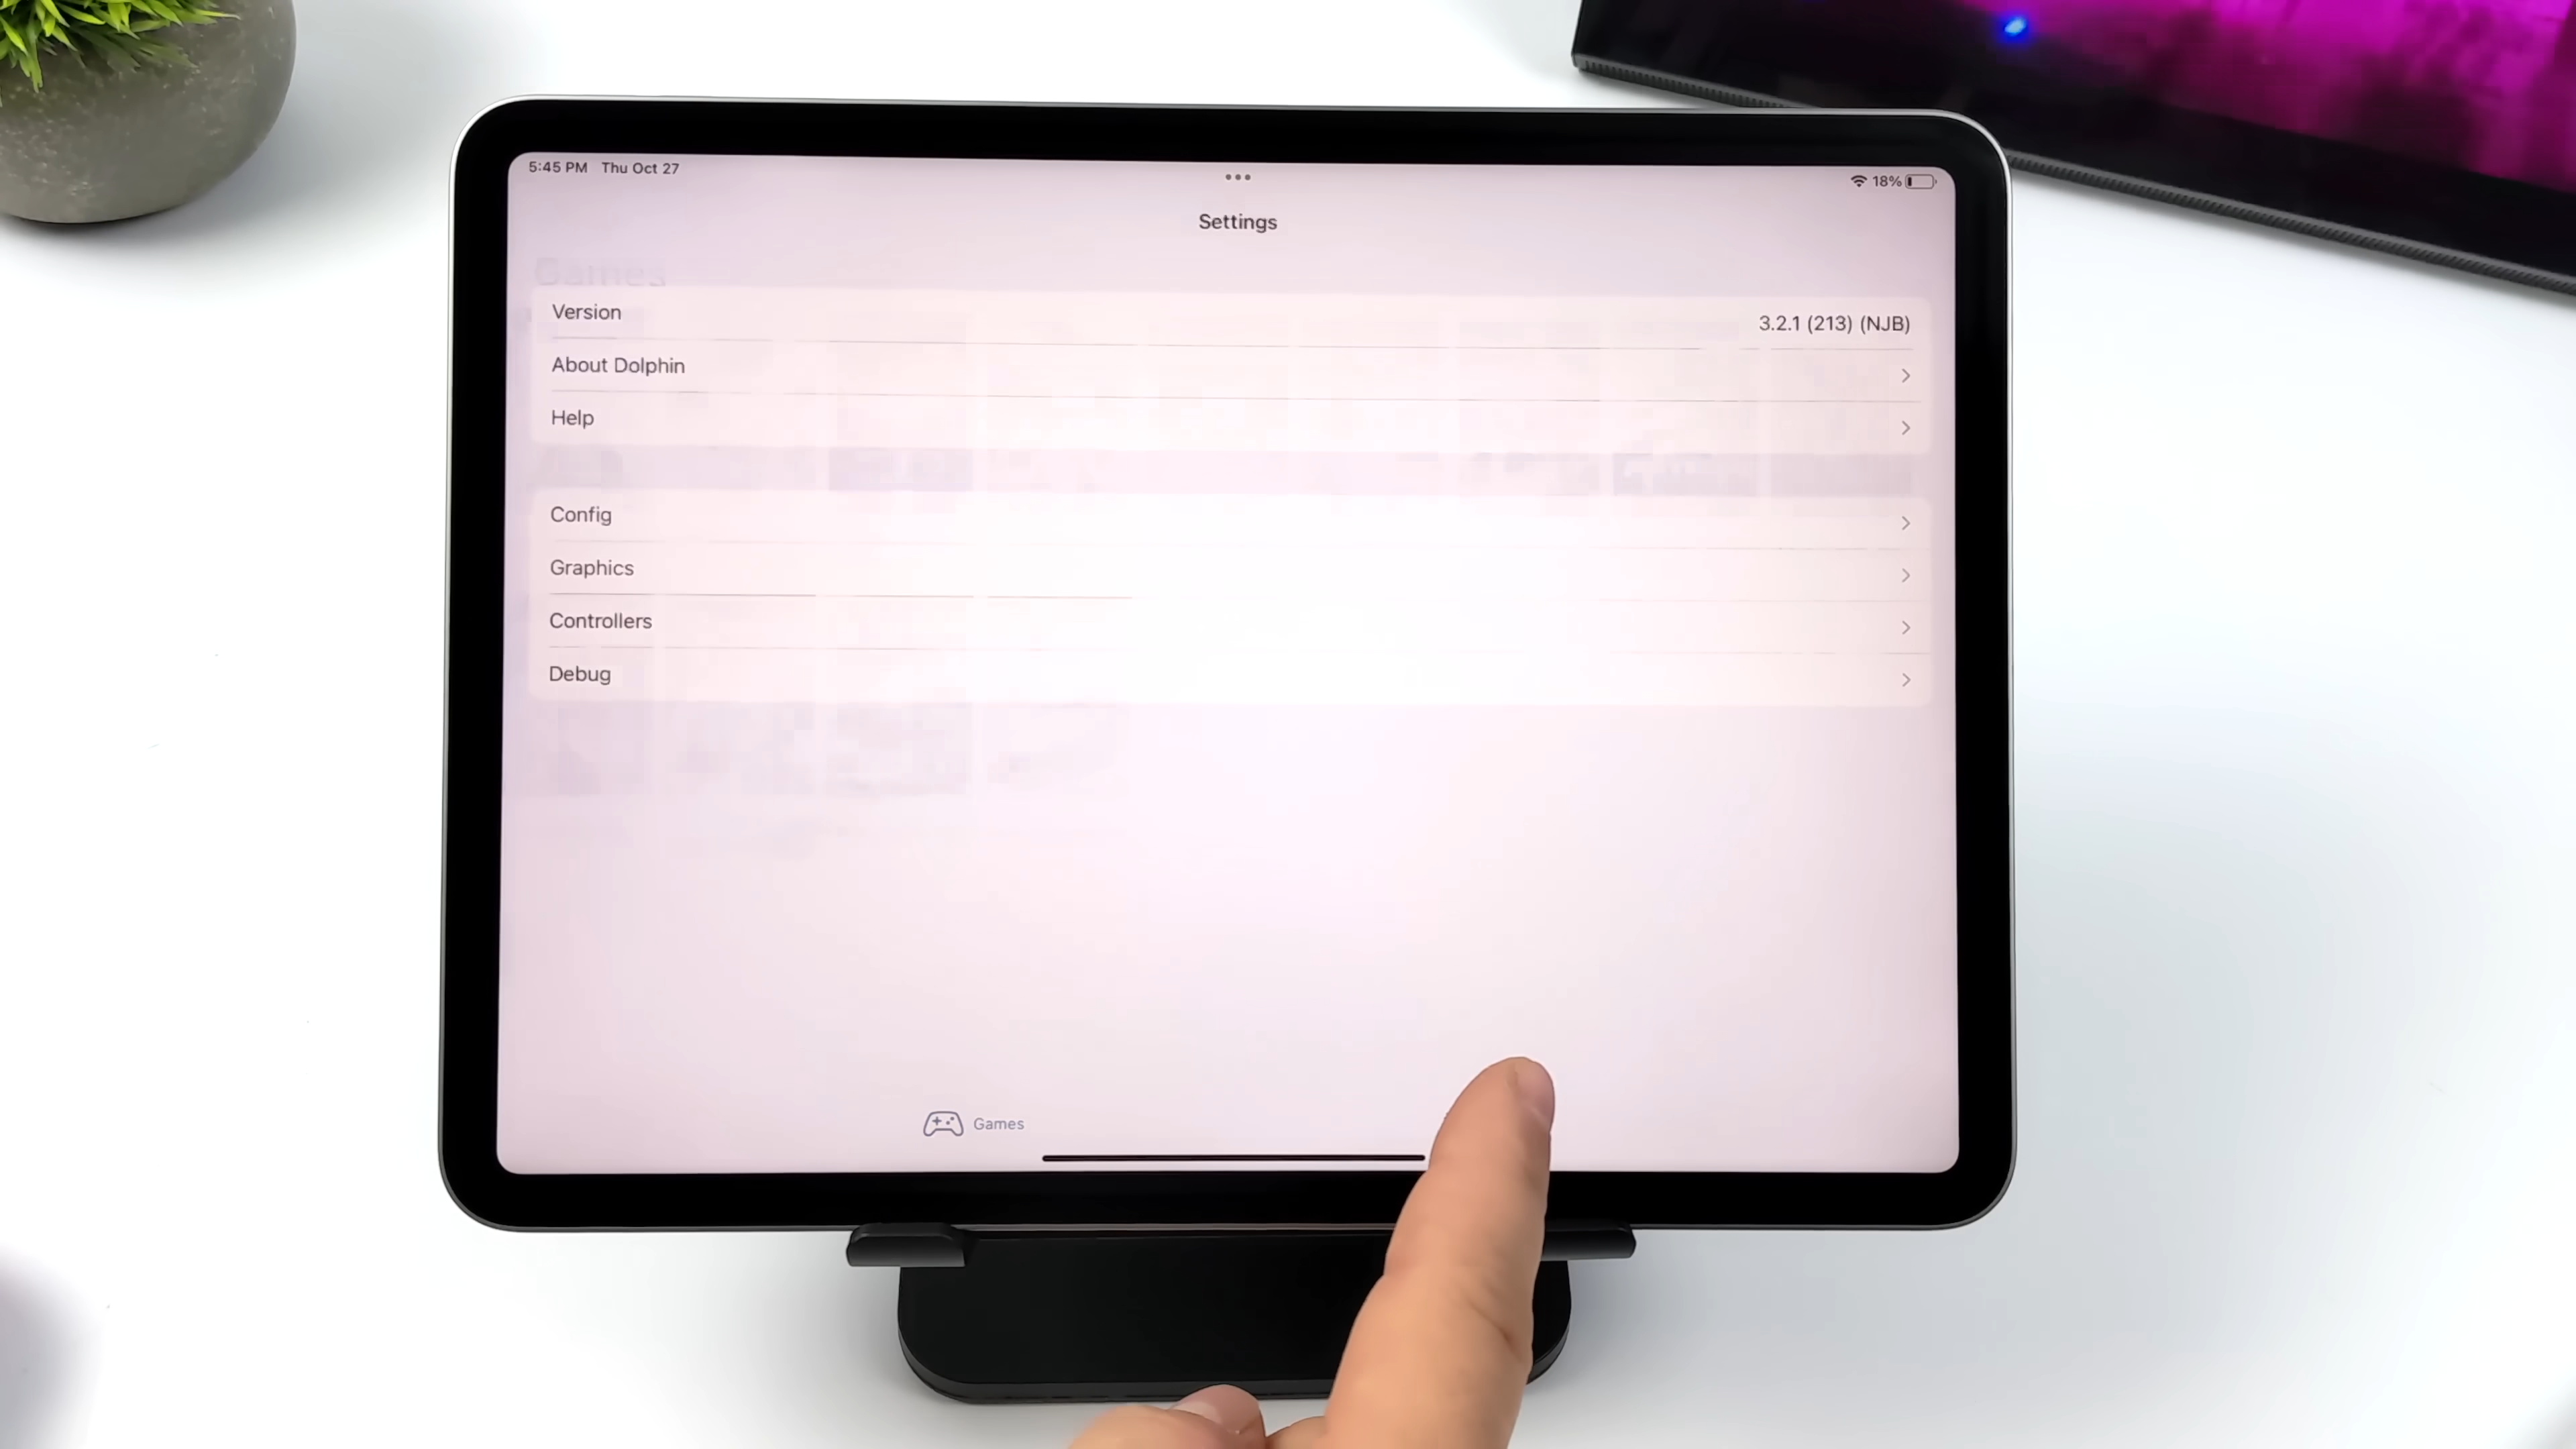 5:45 PM Thu Oct 27
18%
Settings
Games
Version
3.2.1 (213) (NJB)
About Dolphin
Help
Config
Graphics
Controllers
Debug
Games